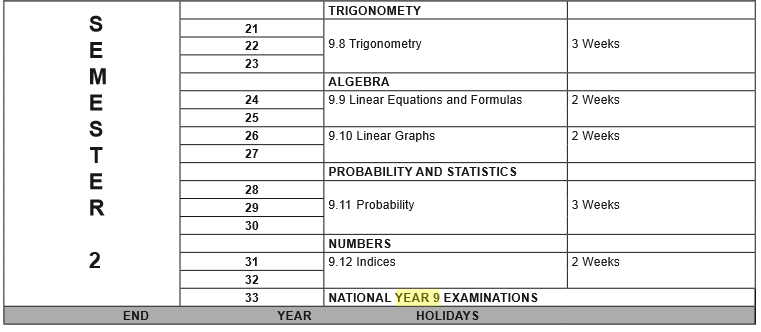 SEMESTER 2
TRIGONOMETY
21
22 9.8 Trigonometry 3 Weeks
23
ALGEBRA
24 9.9 Linear Equations and Formulas 2 Weeks
25
26 9.10 Linear Graphs 2 Weeks
27
PROBABILITY AND STATISTICS
28
29 9.11 Probability 3 Weeks
30
NUMBERS
31 9.12 Indices 2 Weeks
32
33 NATIONAL YEAR 9 EXAMINATIONS
END YEAR HOLIDAYS